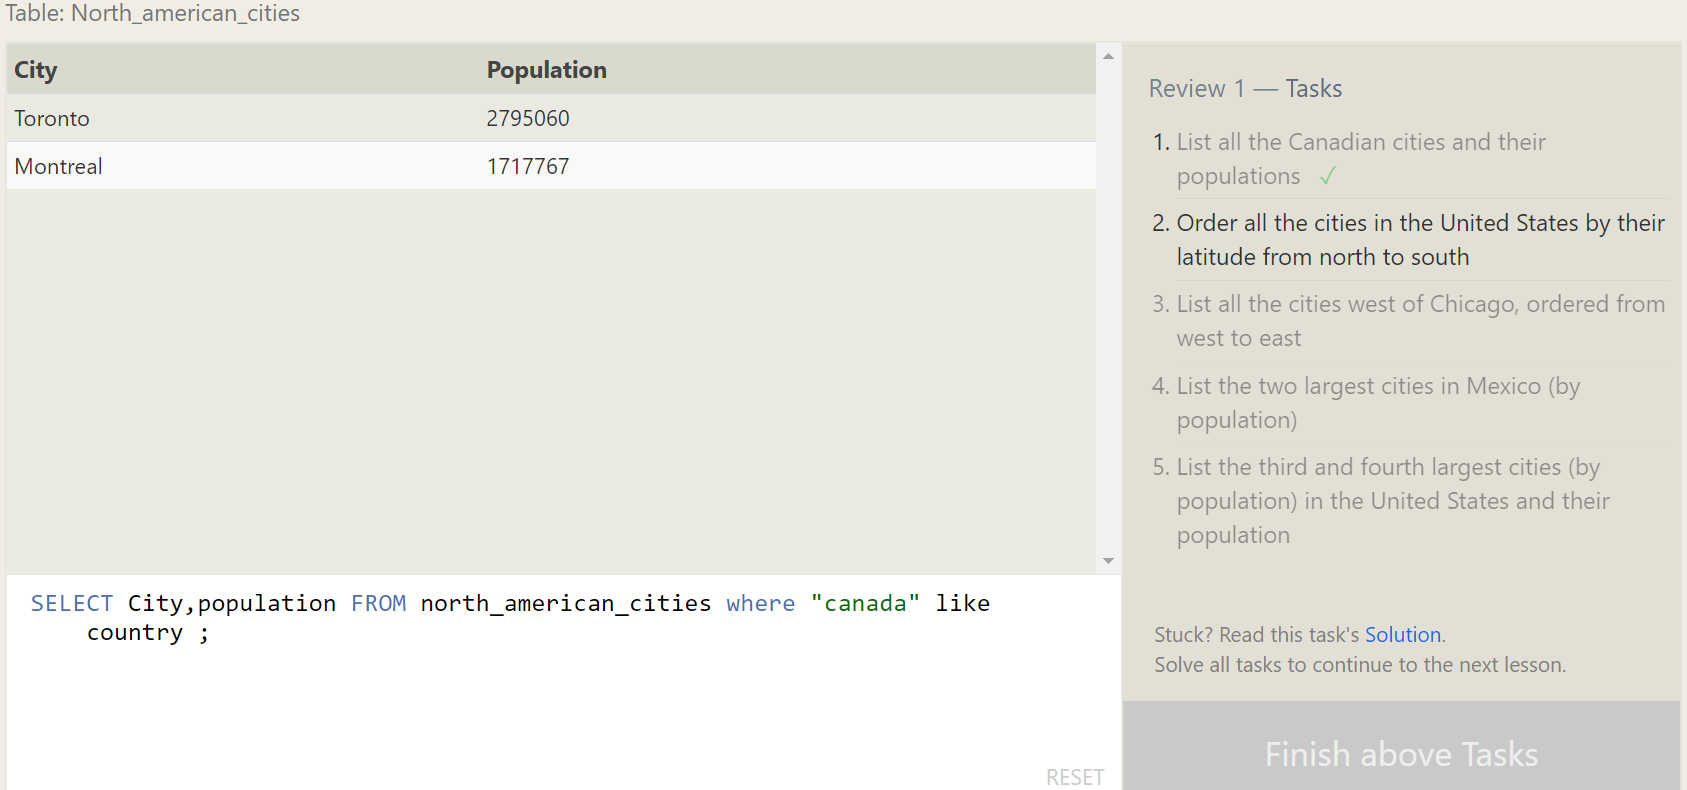 Table: North_american_cities
City Population
Toronto 2795060
Montreal 1717767
SELECT City,population FROM north_american_cities where "canada" like
country ;
RESET
Review 1 — Tasks
1. List all the Canadian cities and their
populations ✓
2. Order all the cities in the United States by their
latitude from north to south
3. List all the cities west of Chicago, ordered from
west to east
4. List the two largest cities in Mexico (by
population)
5. List the third and fourth largest cities (by
population) in the United States and their
population
Stuck? Read this task's Solution.
Solve all tasks to continue to the next lesson.
Finish above Tasks